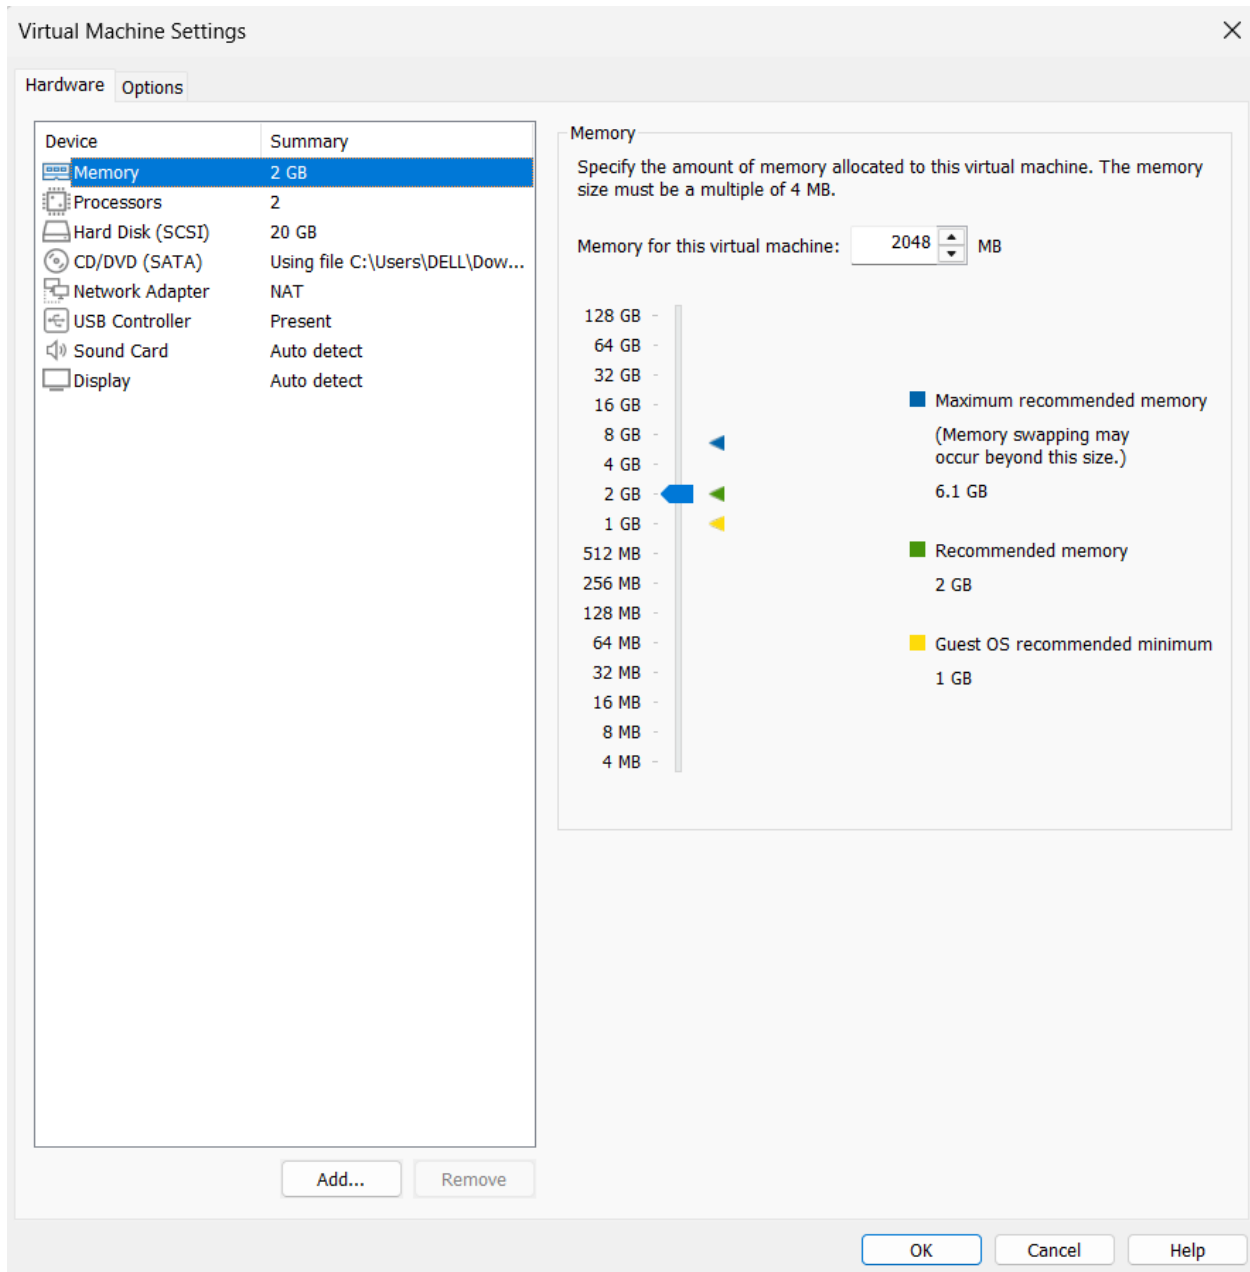 Virtual Machine Settings
Hardware Options
Device Summary
Memory 2 GB
Processors 2
Hard Disk (SCSI) 20 GB
CD/DVD (SATA) Using file C:\Users\DELL\Dow...
Network Adapter NAT
USB Controller Present
Sound Card Auto detect
Display Auto detect
Add... Remove
Memory
Specify the amount of memory allocated to this virtual machine. The memory
size must be a multiple of 4 MB.
Memory for this virtual machine: 2048 MB
128 GB
64 GB
32 GB
16 GB
8 GB
4 GB
2 GB
1 GB
512 MB
256 MB
128 MB
64 MB
32 MB
16 MB
8 MB
4 MB
Maximum recommended memory
(Memory swapping may
occur beyond this size.)
6.1 GB
Recommended memory
2 GB
Guest OS recommended minimum
1 GB
OK Cancel Help